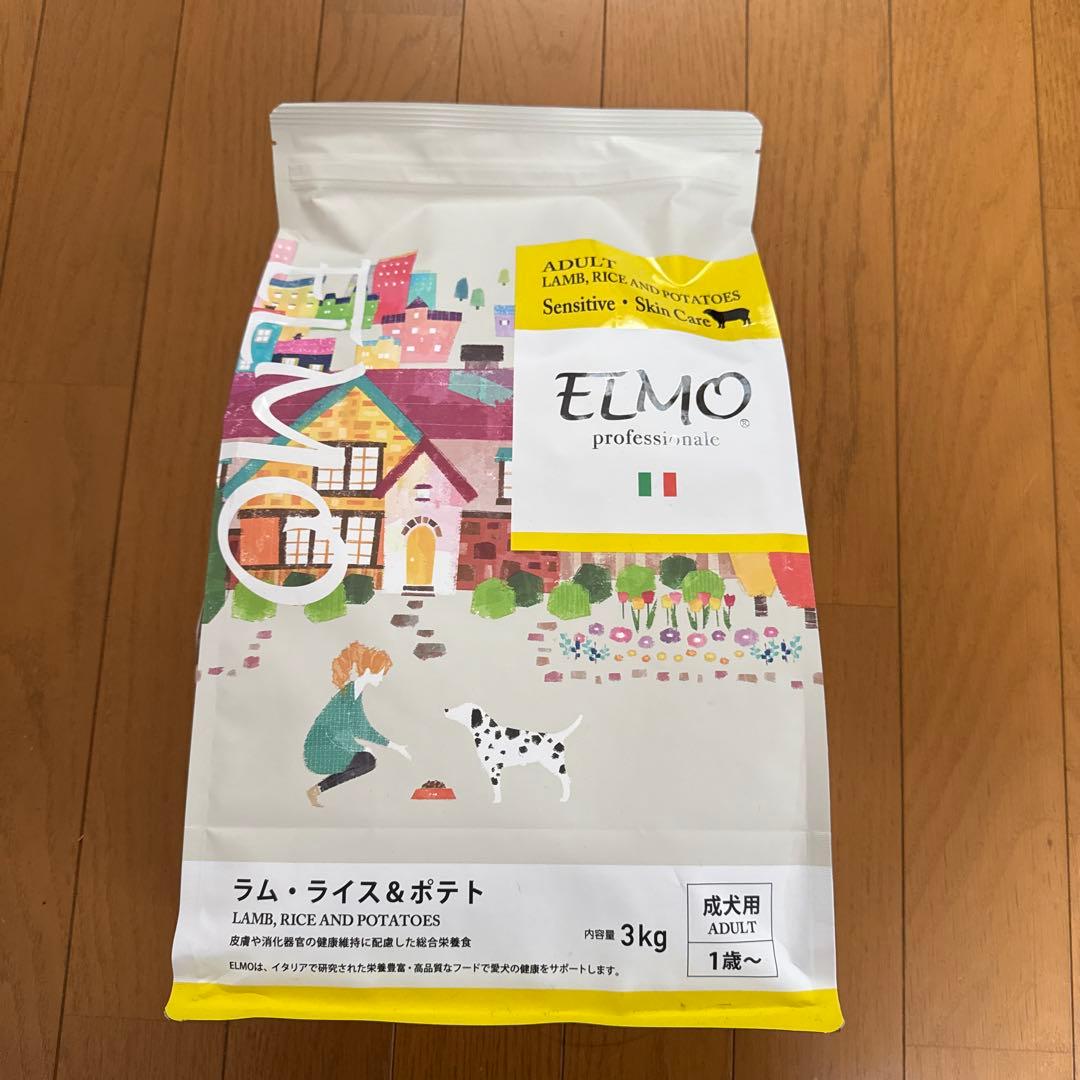 ELMO
ADULT
LAMB, RICE AND POTATOES
Sensitive・Skin Care
ELMO®
professionale
ラム・ライス&ポテト
LAMB, RICE AND POTATOES
皮膚や消化器官の健康維持に配慮した総合栄養食
ELMOは、イタリアで研究された栄養豊富・高品質なフードで愛犬の健康をサポートします。
内容量 3kg
成犬用
ADULT
1歳～